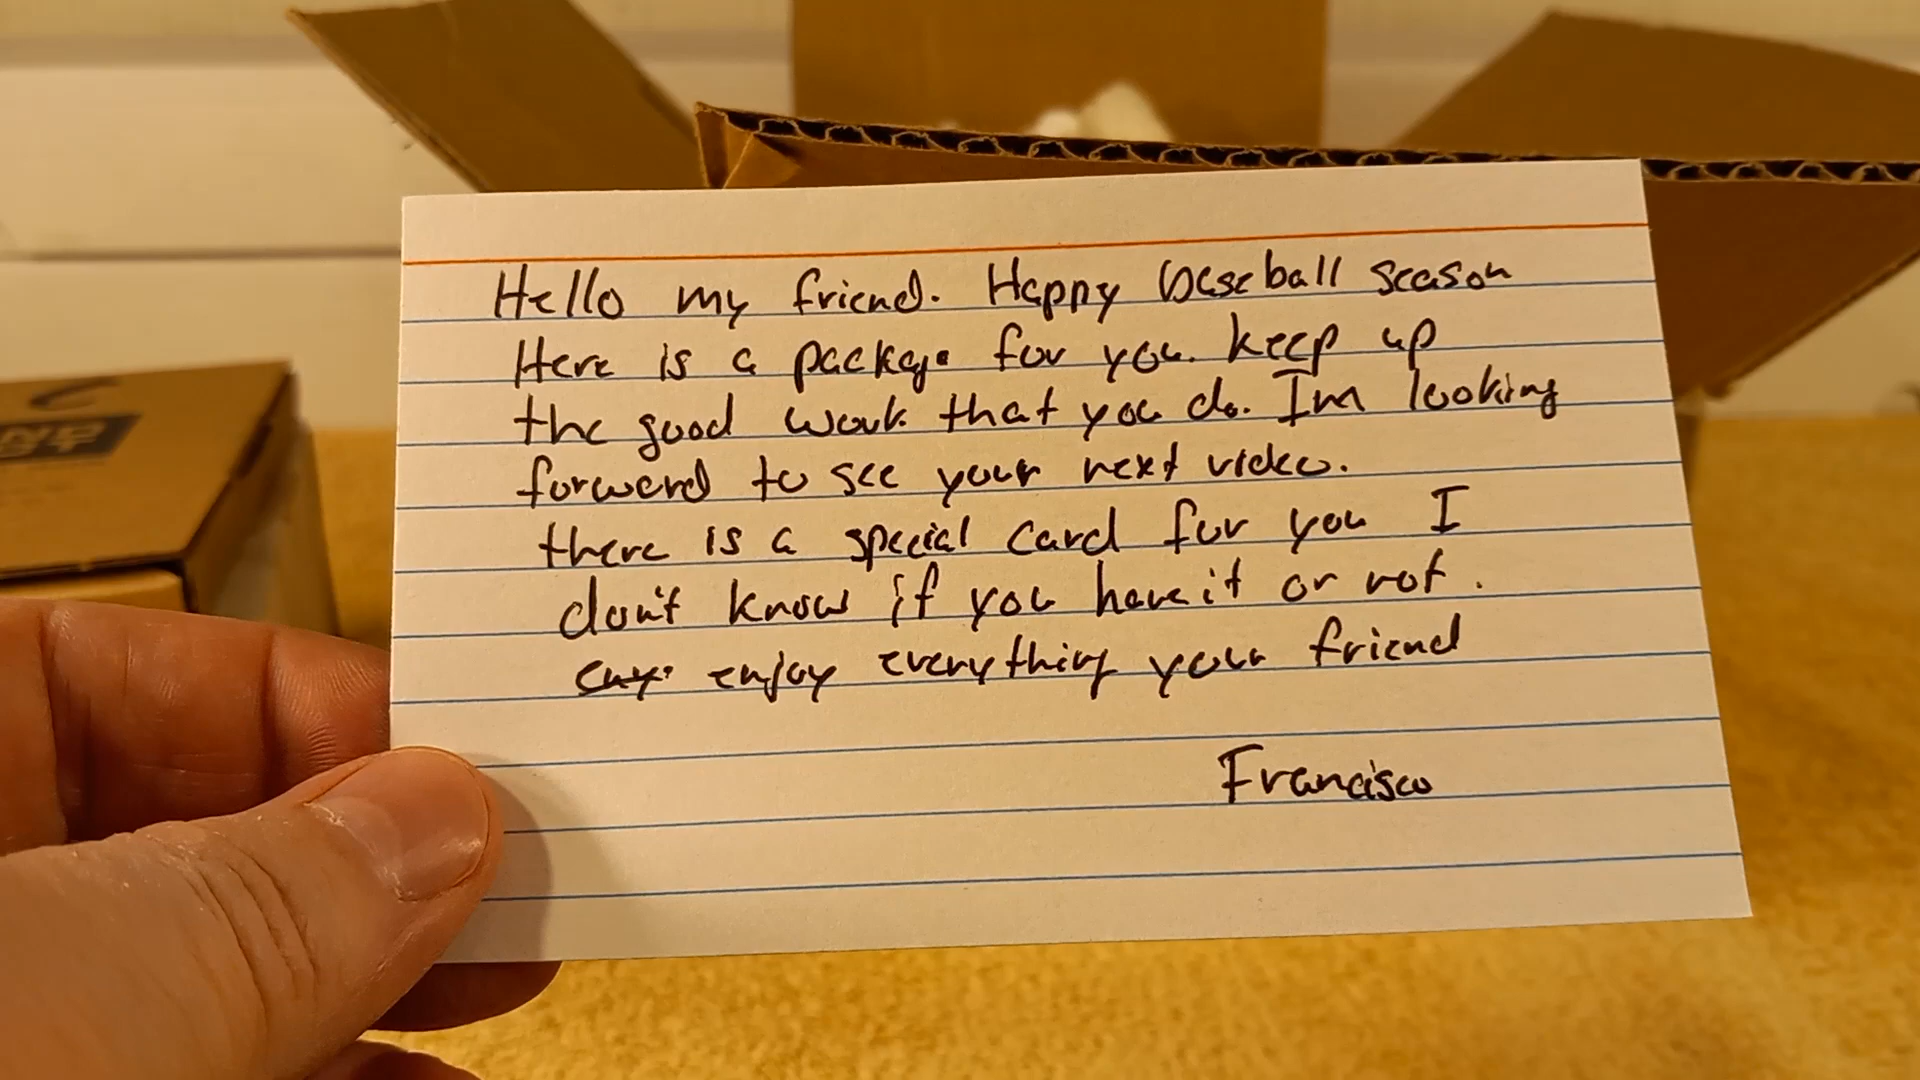 Hello my friend. Happy baseball season
Here is a package for you. keep up
the good work that you do. Im looking
forward to see your next video.
there is a special card for you I
don't know if you have it or not.
enjoy everything your friend
Francisco